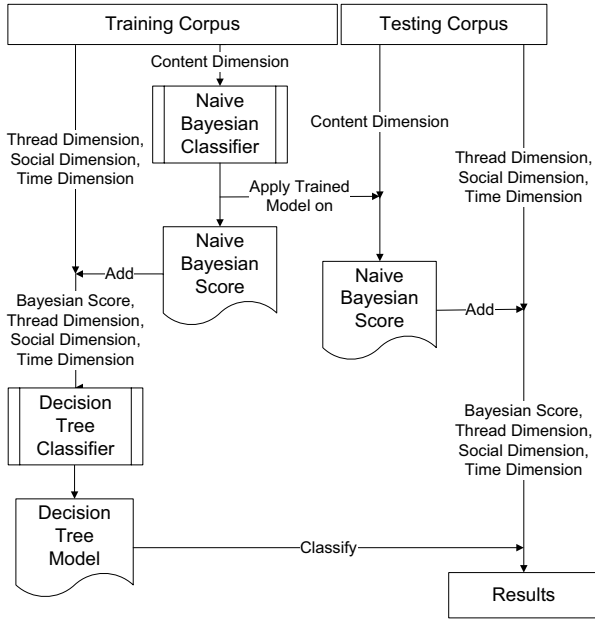 Training Corpus
Testing Corpus
Content Dimension
Naive
Bayesian
Classifier
Content Dimension
Thread Dimension,
Social Dimension,
Time Dimension
Thread Dimension,
Social Dimension,
Time Dimension
Apply Trained
Model on
Naive
Bayesian
Score
Add
Naive
Bayesian
Score
Add
Bayesian Score,
Thread Dimension,
Social Dimension,
Time Dimension
Decision
Tree
Classifier
Bayesian Score,
Thread Dimension,
Social Dimension,
Time Dimension
Decision
Tree
Model
Classify
Results